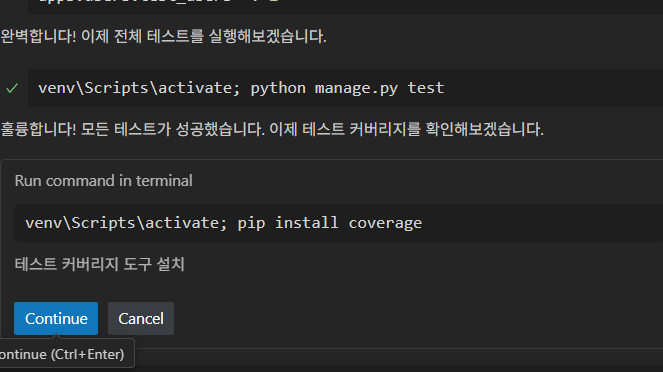 완벽합니다! 이제 전체 테스트를 실행해보겠습니다.
venv\Scripts\activate; python manage.py test
훌륭합니다! 모든 테스트가 성공했습니다. 이제 테스트 커버리지를 확인해보겠습니다.
Run command in terminal
venv\Scripts\activate; pip install coverage
테스트 커버리지 도구 설치
Continue Cancel
ontinue (Ctrl+Enter)